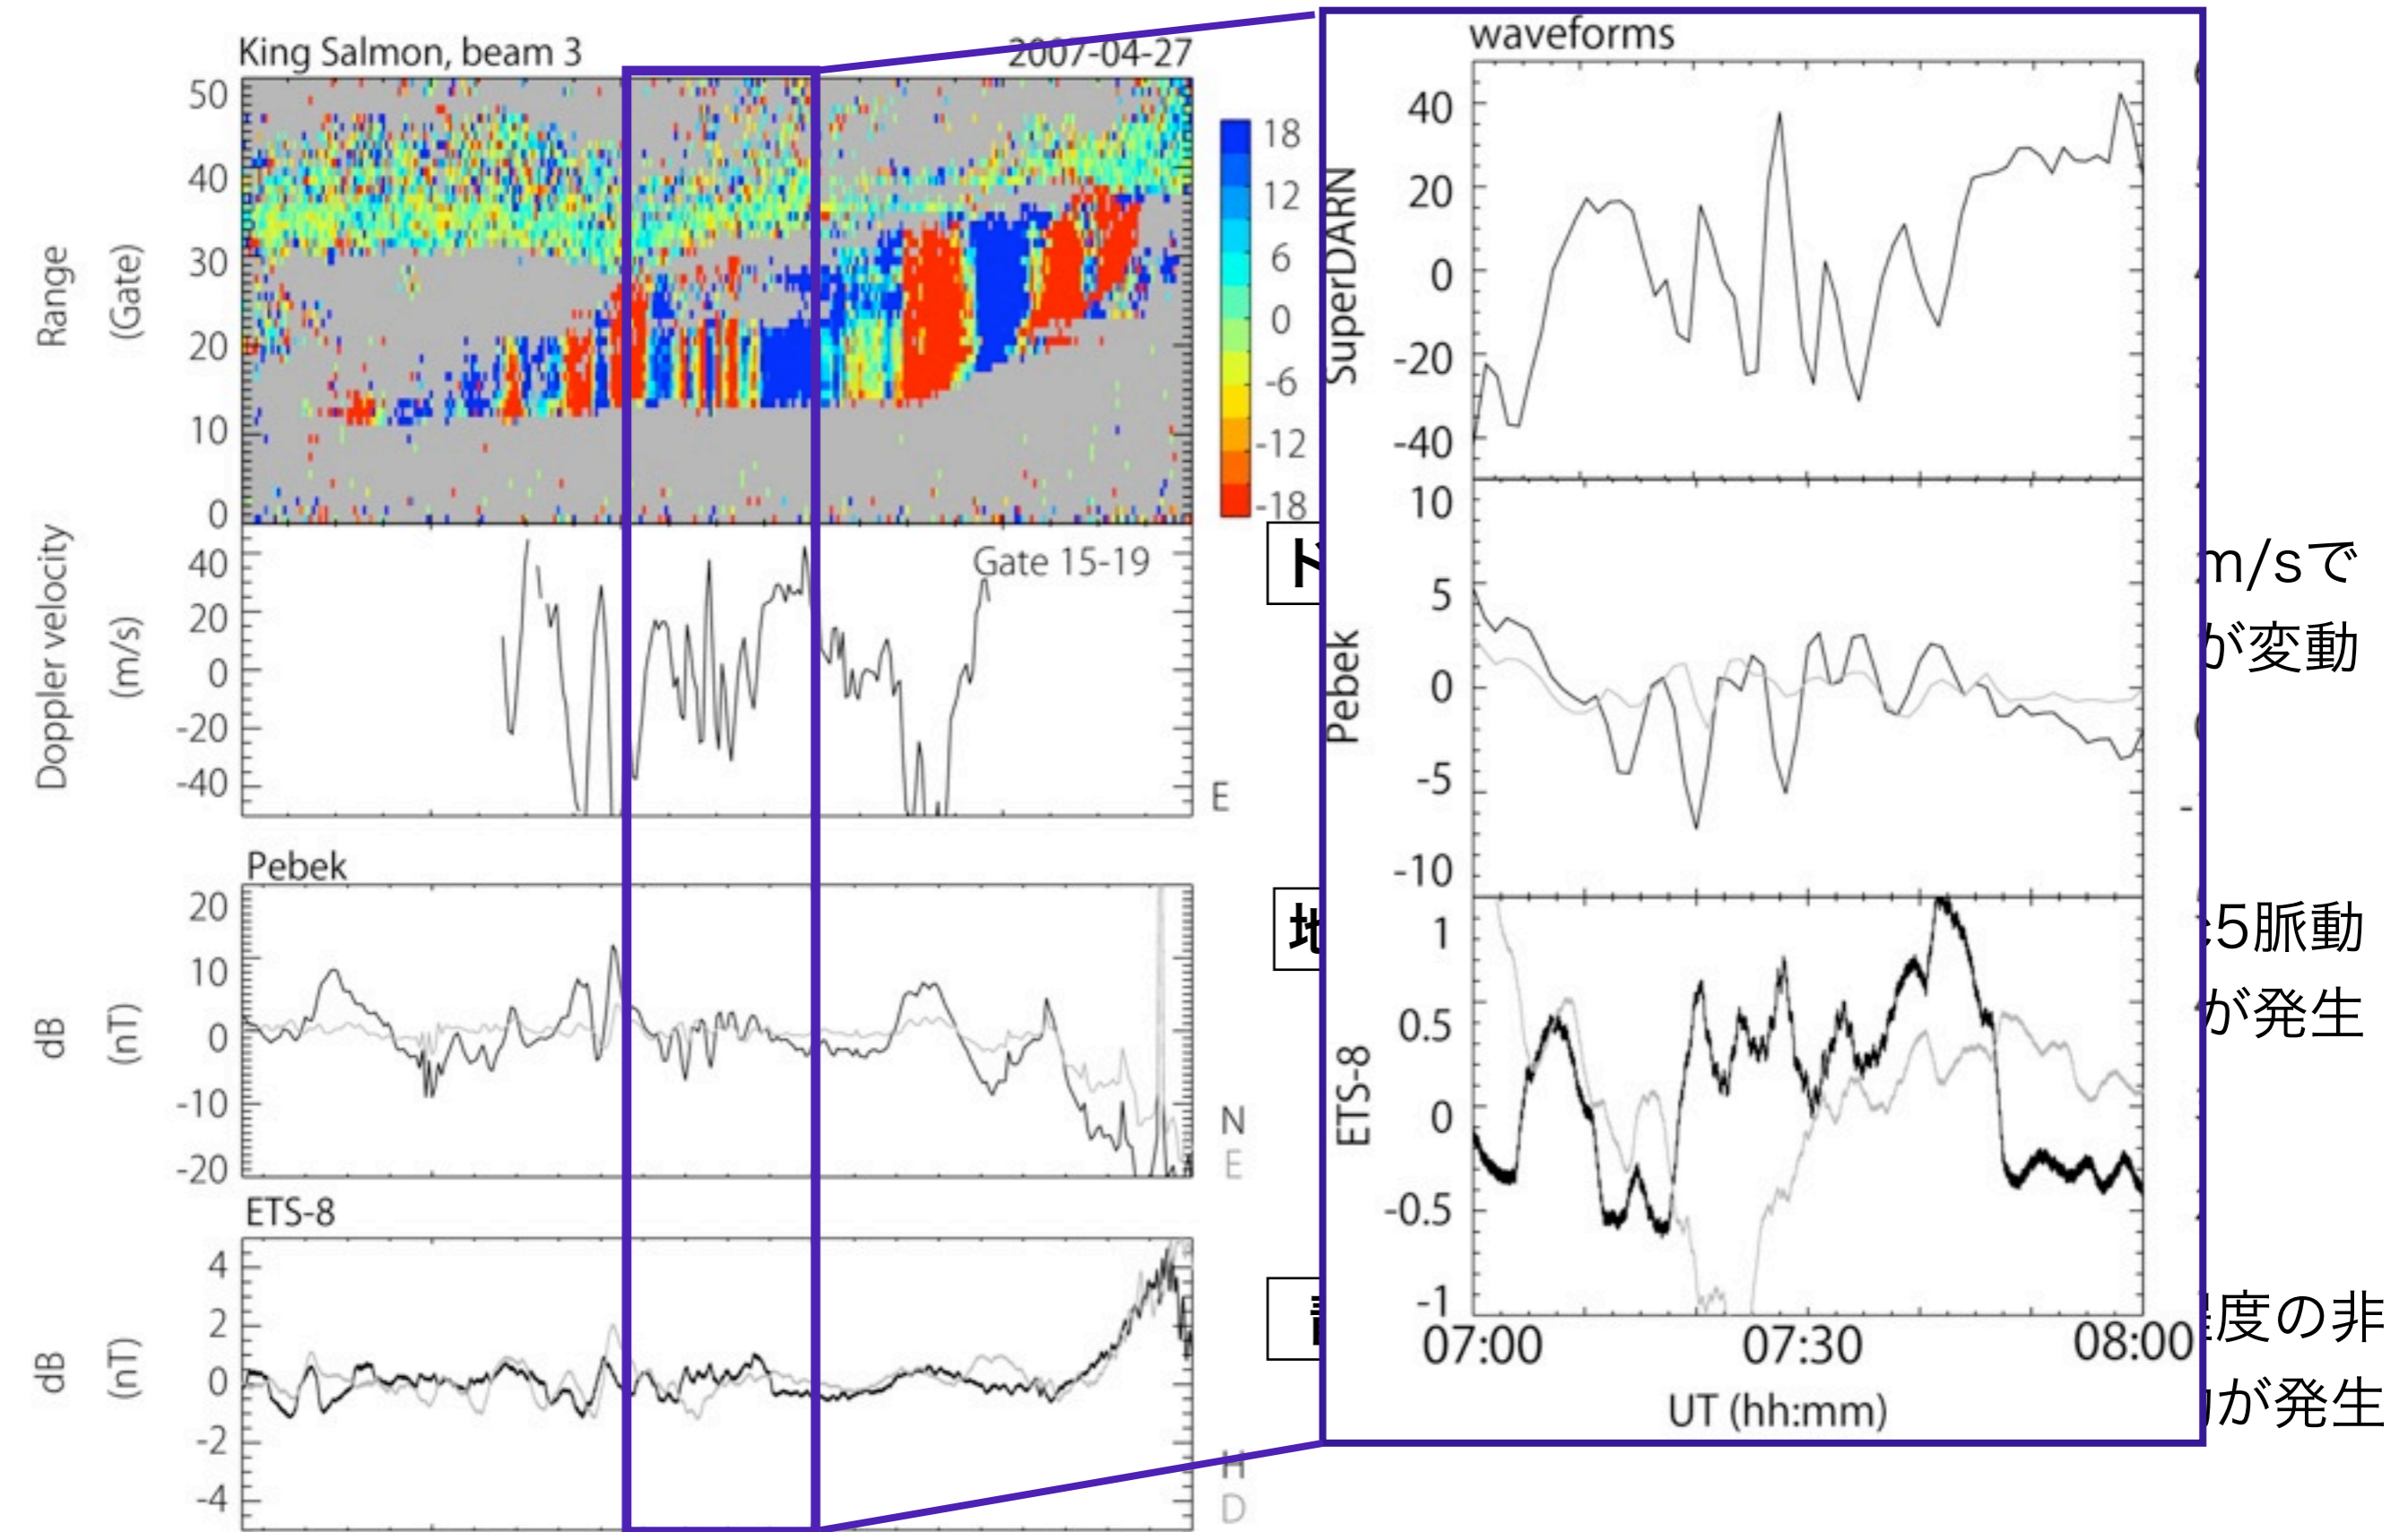 King Salmon, beam 3
2007-04-27
50
40
30
20
10
0
Range
(Gate)
18
12
6
0
-6
-12
-18
Gate 15-19
40
20
0
-20
-40
Doppler velocity
(m/s)
E
Pebek
20
10
0
-10
-20
dB
(nT)
N
E
ETS-8
4
2
0
-2
-4
dB
(nT)
H
D
waveforms
SuperDARN
40
20
0
-20
-40
Pebek
10
5
0
-5
-10
ETS-8
1
0.5
0
-0.5
-1
07:00
07:30
08:00
UT (hh:mm)
m/sで
が変動
5脈動
が発生
度の非
が発生